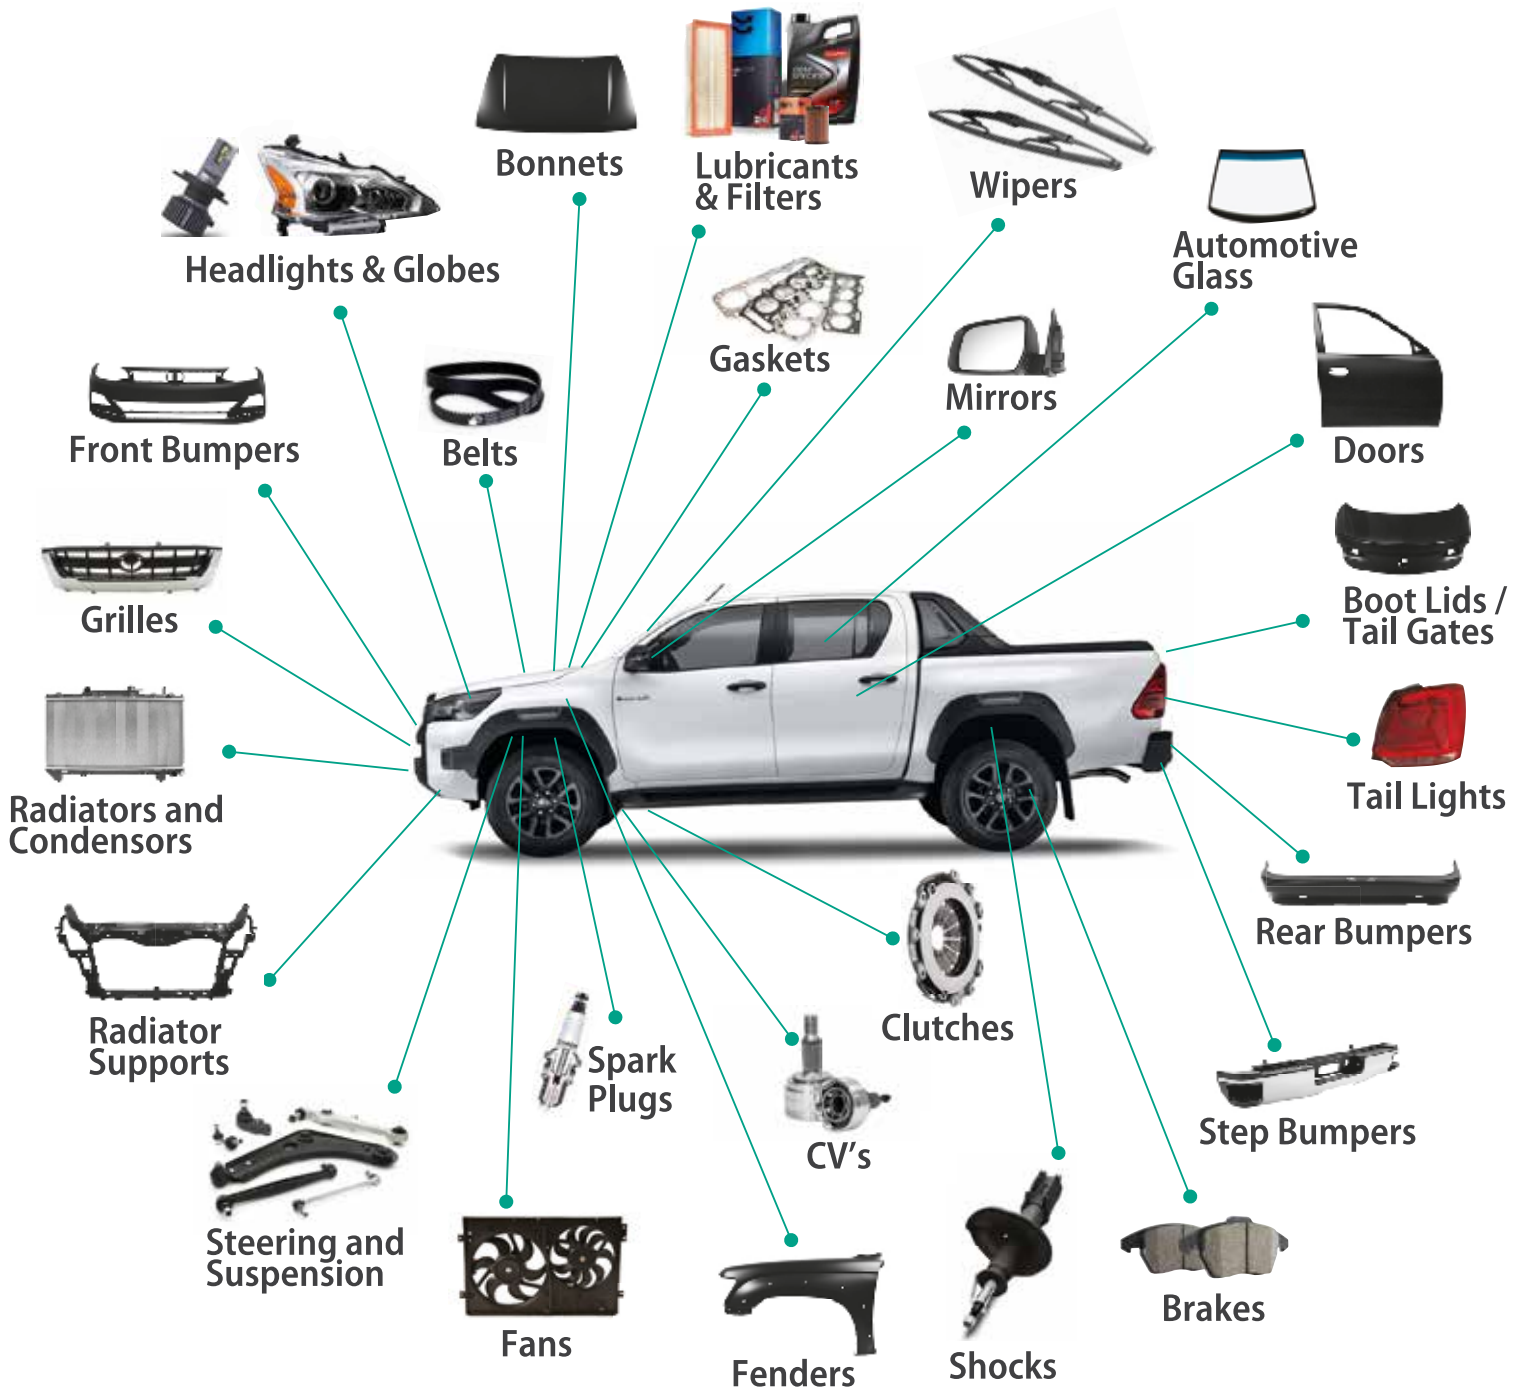 Bonnets
Lubricants
& Filters
Wipers
Automotive
Glass
Headlights & Globes
Gaskets
Mirrors
Doors
Front Bumpers
Belts
Grilles
Boot Lids /
Tail Gates
Radiators and
Condensors
Tail Lights
Rear Bumpers
Radiator
Supports
Spark
Plugs
Clutches
CV's
Step Bumpers
Steering and
Suspension
Fans
Fenders
Shocks
Brakes